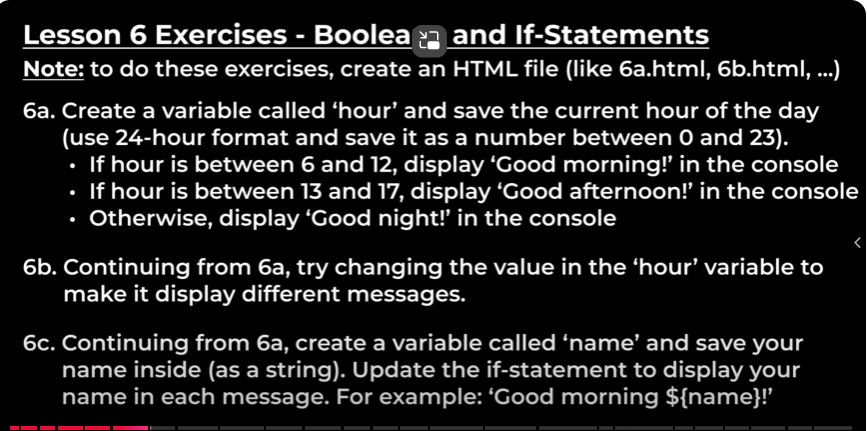 Lesson 6 Exercises - Boolea and If-Statements
Note: to do these exercises, create an HTML file (like 6a.html, 6b.html, ...)
6a. Create a variable called ‘hour’ and save the current hour of the day
(use 24-hour format and save it as a number between 0 and 23).
• If hour is between 6 and 12, display ‘Good morning!’ in the console
• If hour is between 13 and 17, display ‘Good afternoon!’ in the console
• Otherwise, display ‘Good night!’ in the console
6b. Continuing from 6a, try changing the value in the ‘hour’ variable to
make it display different messages.
6c. Continuing from 6a, create a variable called ‘name’ and save your
name inside (as a string). Update the if-statement to display your
name in each message. For example: ‘Good morning ${name}!’